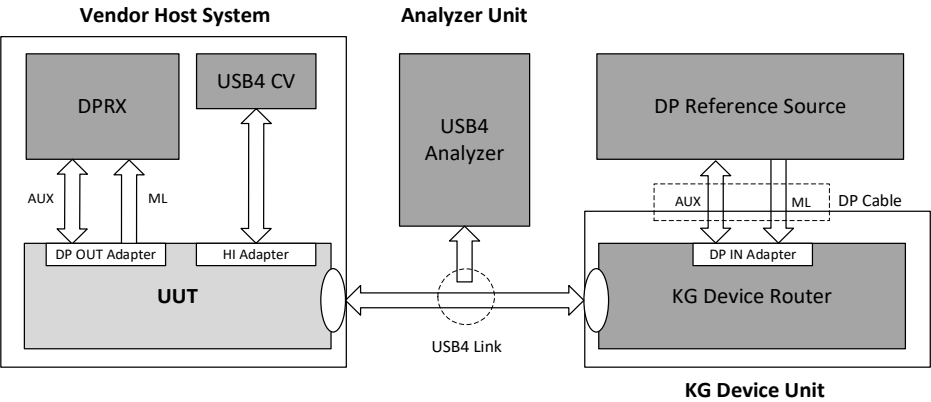 Vendor Host System
Analyzer Unit
DPRX
USB4 CV
USB4
Analyzer
DP Reference Source
AUX
ML
AUX
ML
DP Cable
DP OUT Adapter
HI Adapter
DP IN Adapter
UUT
KG Device Router
USB4 Link
KG Device Unit